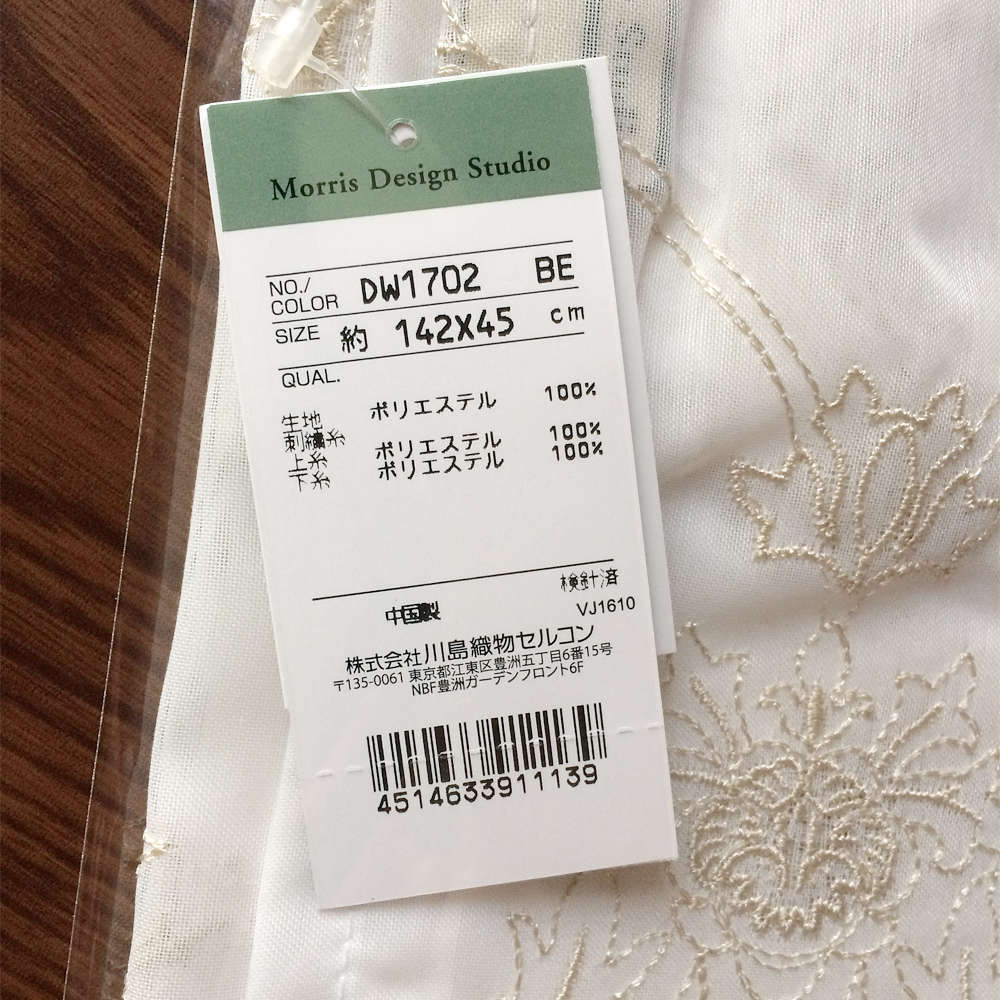 Morris Design Studio
NO./
COLOR DW1702 BE
SIZE 約 142X45 cm
QUAL.
生地 ポリエステル 100%
刺繍糸
上糸 ポリエステル 100%
下糸 ポリエステル 100%
検針済
中国製 VJ1610
株式会社川島織物セルコン
〒135-0061 東京都江東区豊洲五丁目6番15号
NBF豊洲ガーデンフロント6F
4514633911139